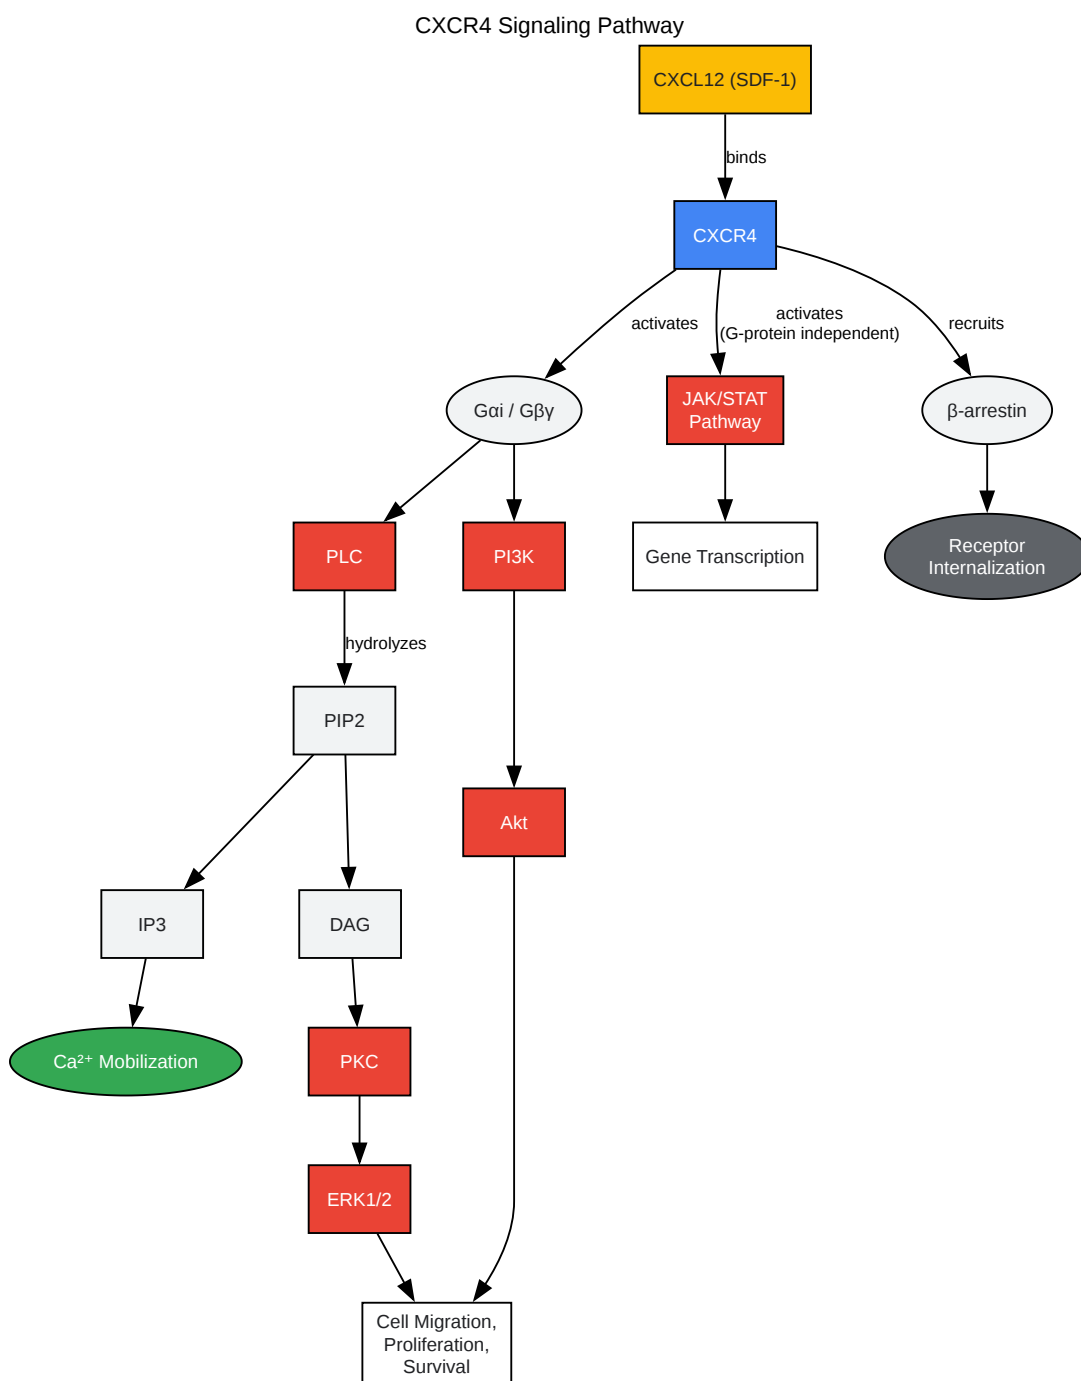 CXCR4 Signaling Pathway
CXCL12 (SDF-1)
binds
CXCR4
activates
activates
(G-protein independent)
recruits
Gαi / Gβγ
JAK/STAT
Pathway
β-arrestin
PLC
PI3K
Gene Transcription
Receptor
Internalization
hydrolyzes
PIP2
Akt
IP3
DAG
Ca²⁺ Mobilization
PKC
ERK1/2
Cell Migration,
Proliferation,
Survival